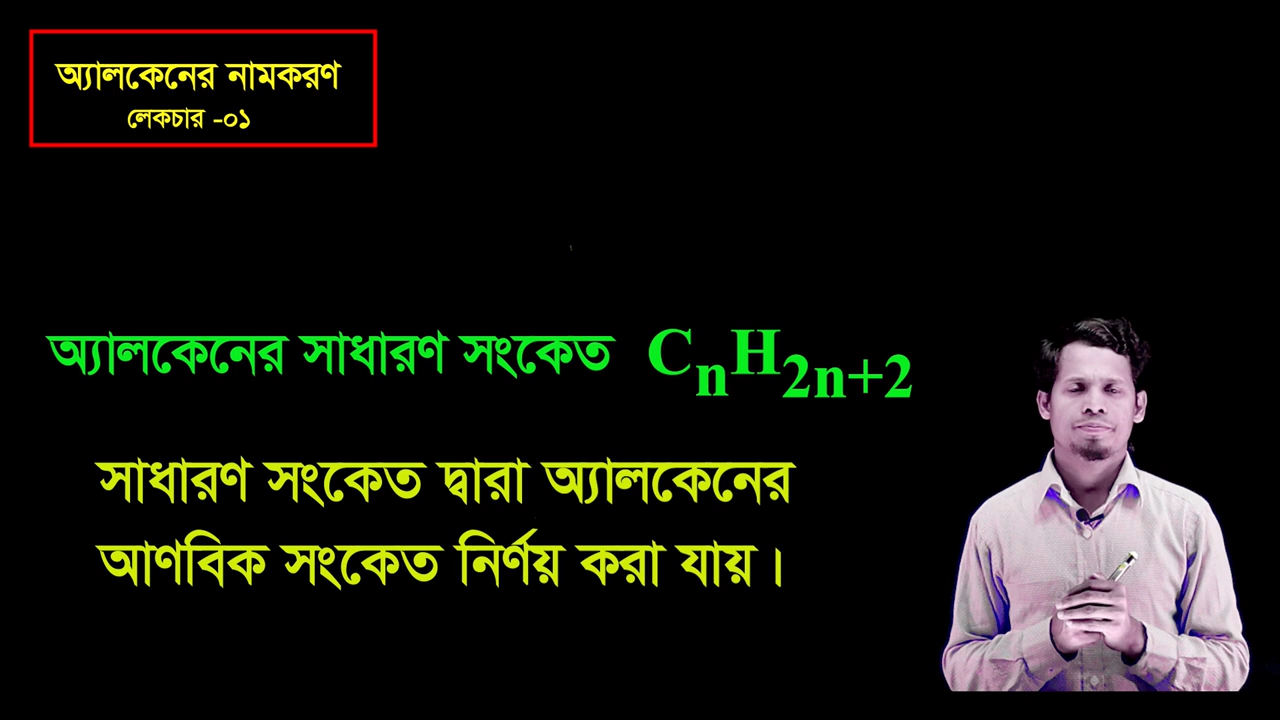 অ্যালকেনের নামকরণ
লেকচার -০১
অ্যালকেনের সাধারণ সংকেত CnH2n+2
সাধারণ সংকেত দ্বারা অ্যালকেনের
আণবিক সংকেত নির্ণয় করা যায়।